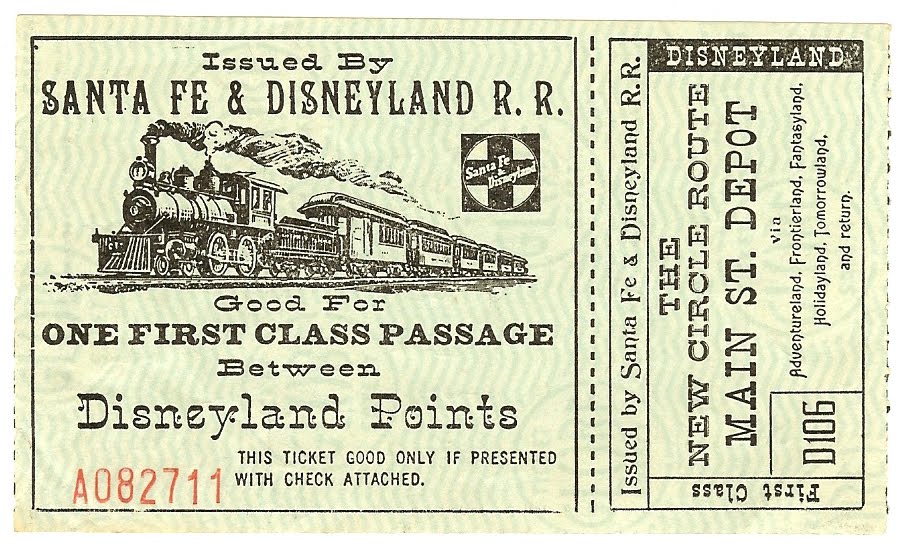 Issued By
SANTA FE & DISNEYLAND R. R.
Santa Fe
&
Disneyland
Good For
ONE FIRST CLASS PASSAGE
Between
Disneyland Points
THIS TICKET GOOD ONLY IF PRESENTED
WITH CHECK ATTACHED.
A082711
Issued by Santa Fe & Disneyland R. R.
DISNEYLAND
THE
NEW CIRCLE ROUTE
MAIN ST. DEPOT
via
Adventureland, Frontierland, Fantasyland,
Holidayland, Tomorrowland,
and return.
D106
First Class